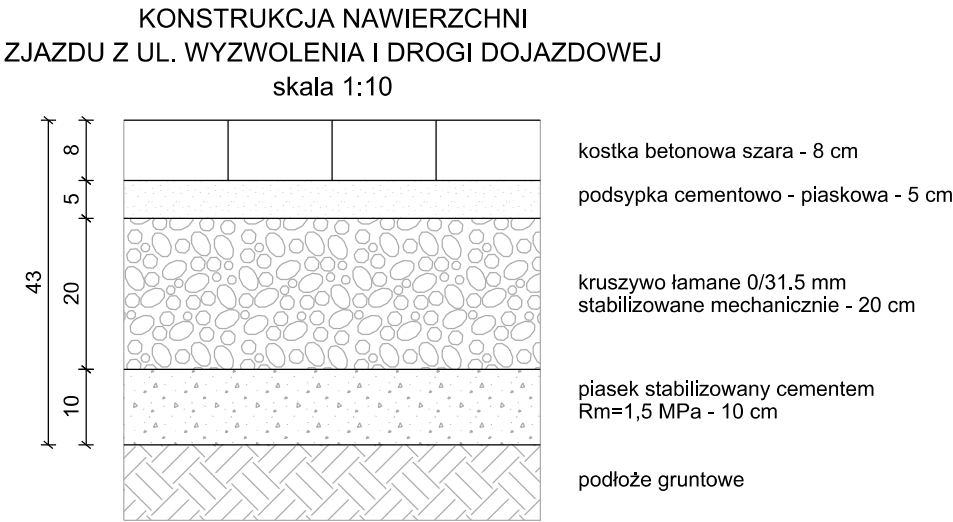 KONSTRUKCJA NAWIERZCHNI
ZJAZDU Z UL. WYZWOLENIA I DROGI DOJAZDOWEJ
skala 1:10
8
kostka betonowa szara - 8 cm
5
podsypka cementowo - piaskowa - 5 cm
43
20
kruszywo łamane 0/31.5 mm
stabilizowane mechanicznie - 20 cm
10
piasek stabilizowany cementem
Rm=1,5 MPa - 10 cm
podłoże gruntowe